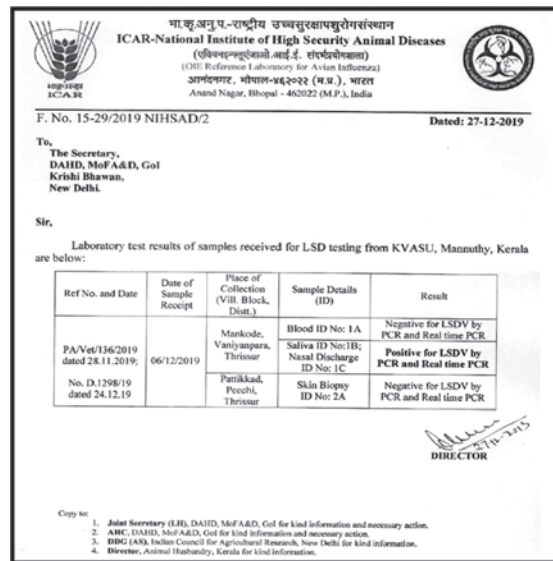 भा.कृ.अनु.प.-राष्ट्रीय उच्चसुरक्षापशुरोगसंस्थान
ICAR-National Institute of High Security Animal Diseases
(OIE Reference Laboratory for Avian Influenza)
आनंदनगर, भोपाल-४६२०२२ (म.प्र.), भारत
Anand Nagar, Bhopal - 462022 (M.P.), India
ICAR
F. No. 15-29/2019 NIHSAD/2
Dated: 27-12-2019
To,
The Secretary,
DAHD, MoFA&D, GoI
Krishi Bhawan,
New Delhi.
Sir,
Laboratory test results of samples received for LSD testing from KVASU, Mannuthy, Kerala
are below:
Ref No. and Date
Date of
Sample
Receipt
Place of
Collection
(Vill. Block,
Distt.)
Sample Details
(ID)
Result
PA/Vet/136/2019
dated 28.11.2019;
No. D.1298/19
dated 24.12.19
06/12/2019
Mankode,
Vaniyanpara,
Thrissur
Blood ID No: 1A
Negative for LSDV by
PCR and Real time PCR
Saliva ID No:1B;
Nasal Discharge
ID No: 1C
Positive for LSDV by
PCR and Real time PCR
Pattikkad,
Peechi,
Thrissur
Skin Biopsy
ID No: 2A
Negative for LSDV by
PCR and Real time PCR
DIRECTOR
Copy to:
1. Joint Secretary (LH), DAHD, MoFA&D, GoI for kind information and necessary action.
2. AHC, DAHD, MoFA&D, GoI for kind information and necessary action.
3. DDG (AS), Indian Council for Agricultural Research, New Delhi for kind information.
4. Director, Animal Husbandry, Kerala for kind information.